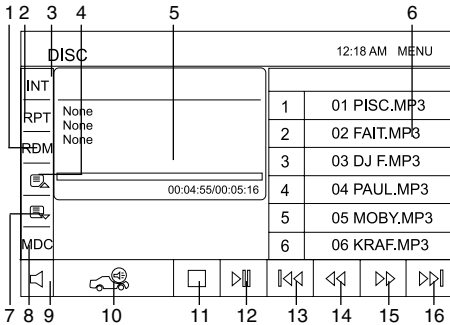 1 2 3 4 5 6
DISC 12:18 AM MENU
INT
RPT
RDM
MDC
None
None
None
00:04:55/00:05:16
1 01 PISC.MP3
2 02 FAIT.MP3
3 03 DJ F.MP3
4 04 PAUL.MP3
5 05 MOBY.MP3
6 06 KRAF.MP3
7 8 9 10 11 12 13 14 15 16